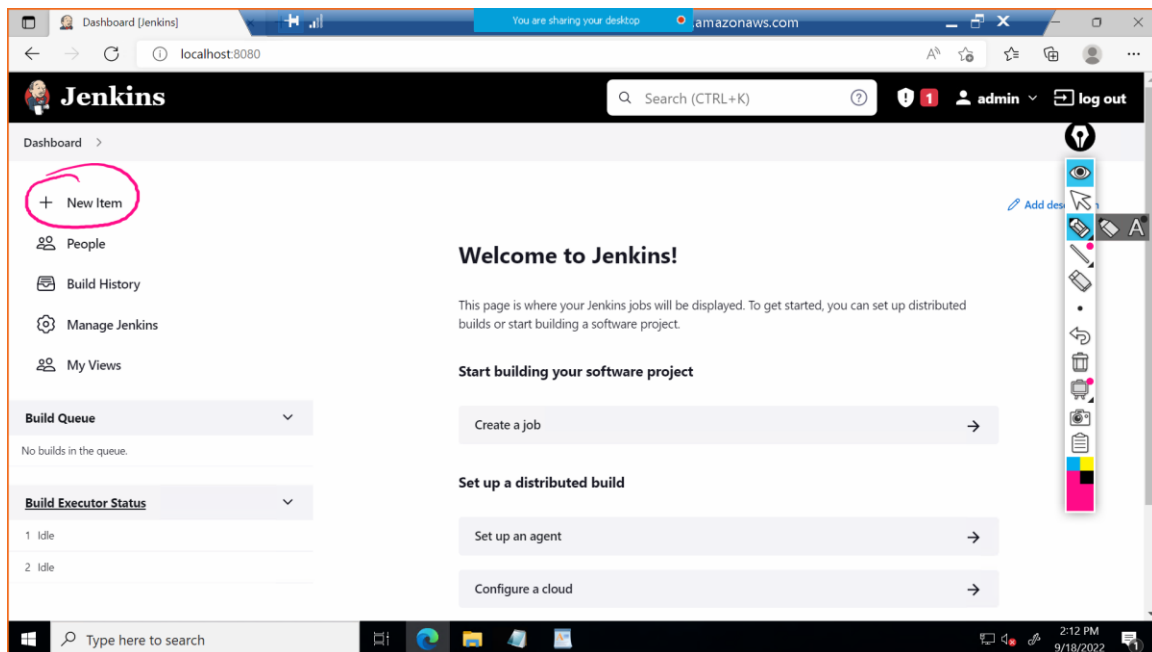 Dashboard [Jenkins]
You are sharing your desktop
.amazonaws.com
localhost:8080
Jenkins
Search (CTRL+K)
1
admin
log out
Dashboard
New Item
People
Build History
Manage Jenkins
My Views
Build Queue
No builds in the queue.
Build Executor Status
1 Idle
2 Idle
Add des
Welcome to Jenkins!
This page is where your Jenkins jobs will be displayed. To get started, you can set up distributed
builds or start building a software project.
Start building your software project
Create a job
Set up a distributed build
Set up an agent
Configure a cloud
A
Type here to search
2:12 PM
9/18/2022
1